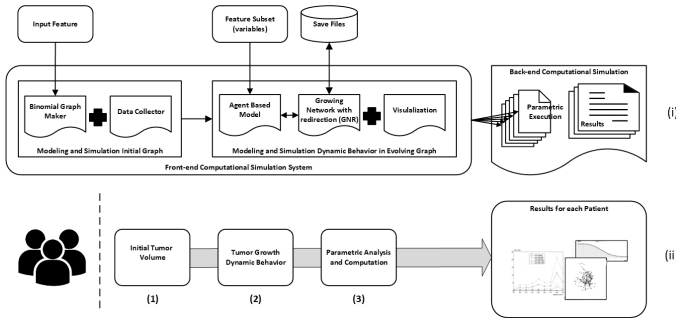 Input Feature
Feature Subset
(variables)
Save Files
Binomial Graph
Maker
Data Collector
Agent Based
Model
Growing
Network with
redirection (GNR)
Visulalization
Modeling and Simulation Initial Graph
Modeling and Simulation Dynamic Behavior in Evolving Graph
Front-end Computational Simulation System
Back-end Computational Simulation
Parametric
Execution
Results
(i)
Initial Tumor
Volume
Tumor Growth
Dynamic Behavior
Parametric Analysis
and Computation
(1)
(2)
(3)
Results for each Patient
(ii)